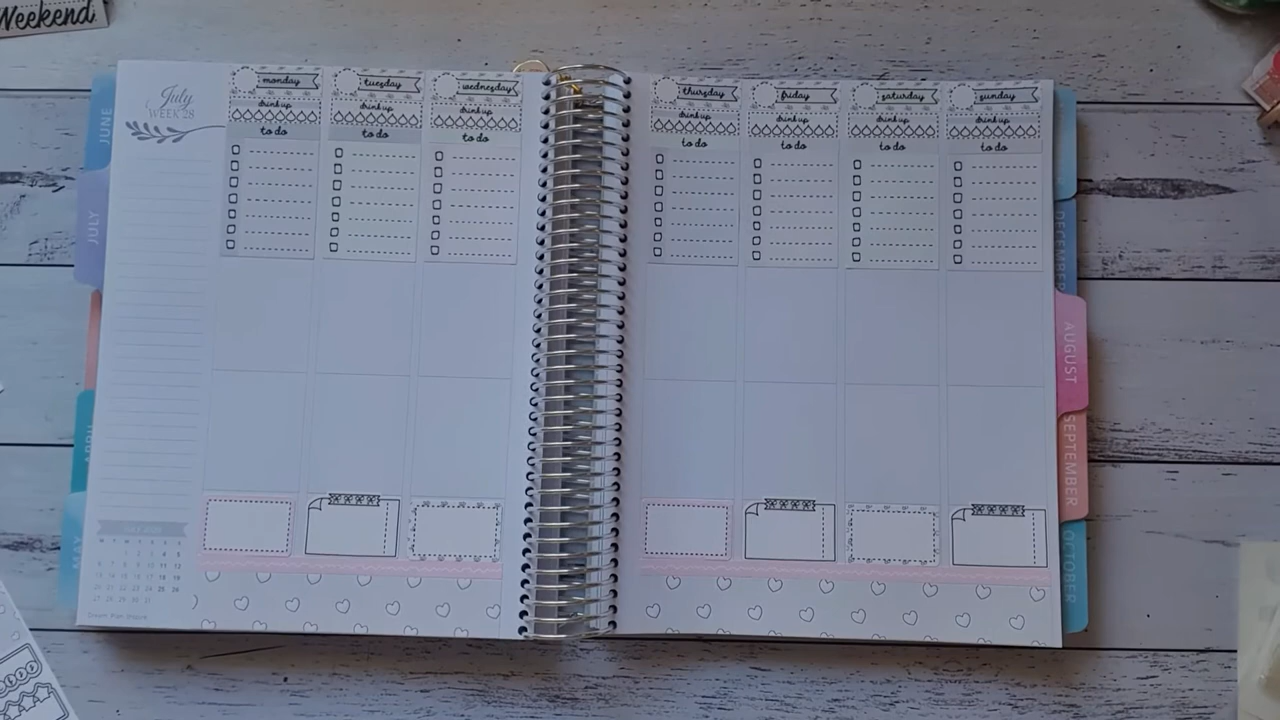 Weekend
July
WEEK 28
monday
tuesday
wednesday
thursday
friday
saturday
sunday
drink up
drink up
drink up
drink up
drink up
drink up
drink up
to do
to do
to do
to do
to do
to do
to do
JUNE
JULY
APRIL
MAY
DECEMBER
AUGUST
SEPTEMBER
OCTOBER